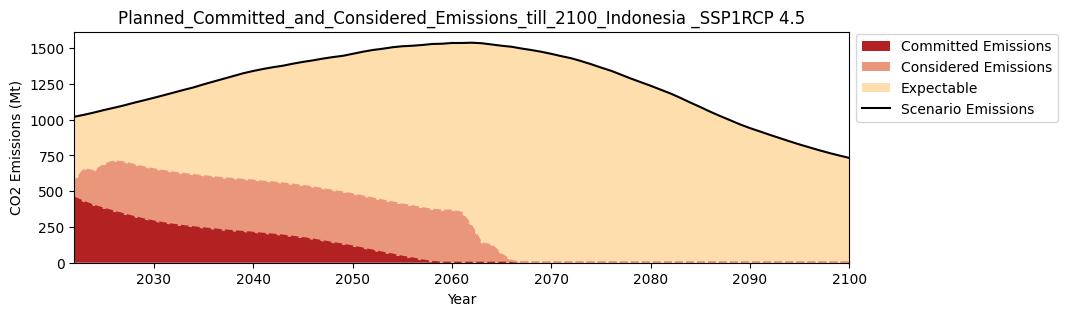 Planned_Committed_and_Considered_Emissions_till_2100_Indonesia _SSP1RCP 4.5
CO2 Emissions (Mt)
1500
1250
1000
750
500
250
0
2030 2040 2050 2060 2070 2080 2090 2100
Year
Committed Emissions
Considered Emissions
Expectable
Scenario Emissions